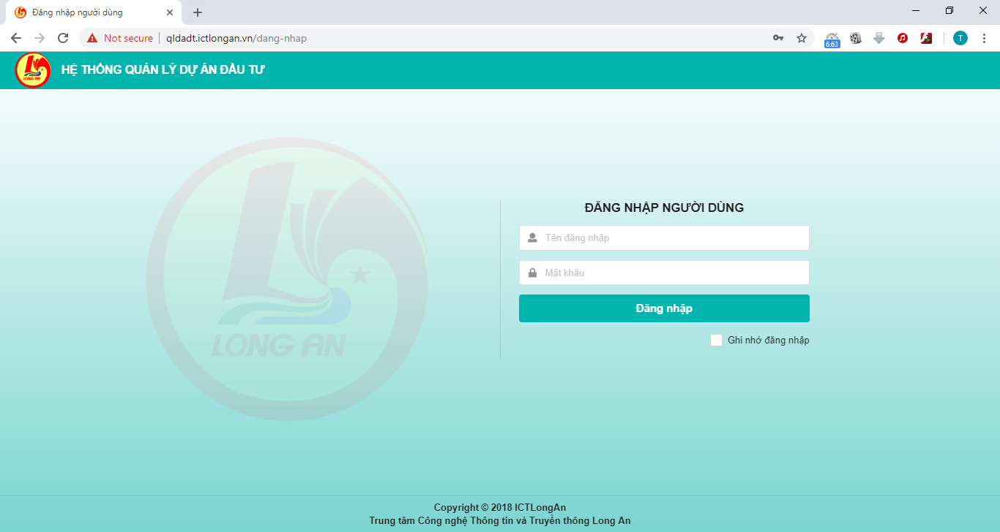 Đăng nhập người dùng
Not secure
qldadt.ictlongan.vn/dang-nhap
6.63
T
LONG AN
HỆ THỐNG QUẢN LÝ DỰ ÁN ĐẦU TƯ
LONG AN
ĐĂNG NHẬP NGƯỜI DÙNG
Tên đăng nhập
Mật khẩu
Đăng nhập
Ghi nhớ đăng nhập
Copyright © 2018 ICTLongAn
Trung tâm Công nghệ Thông tin và Truyền thông Long An